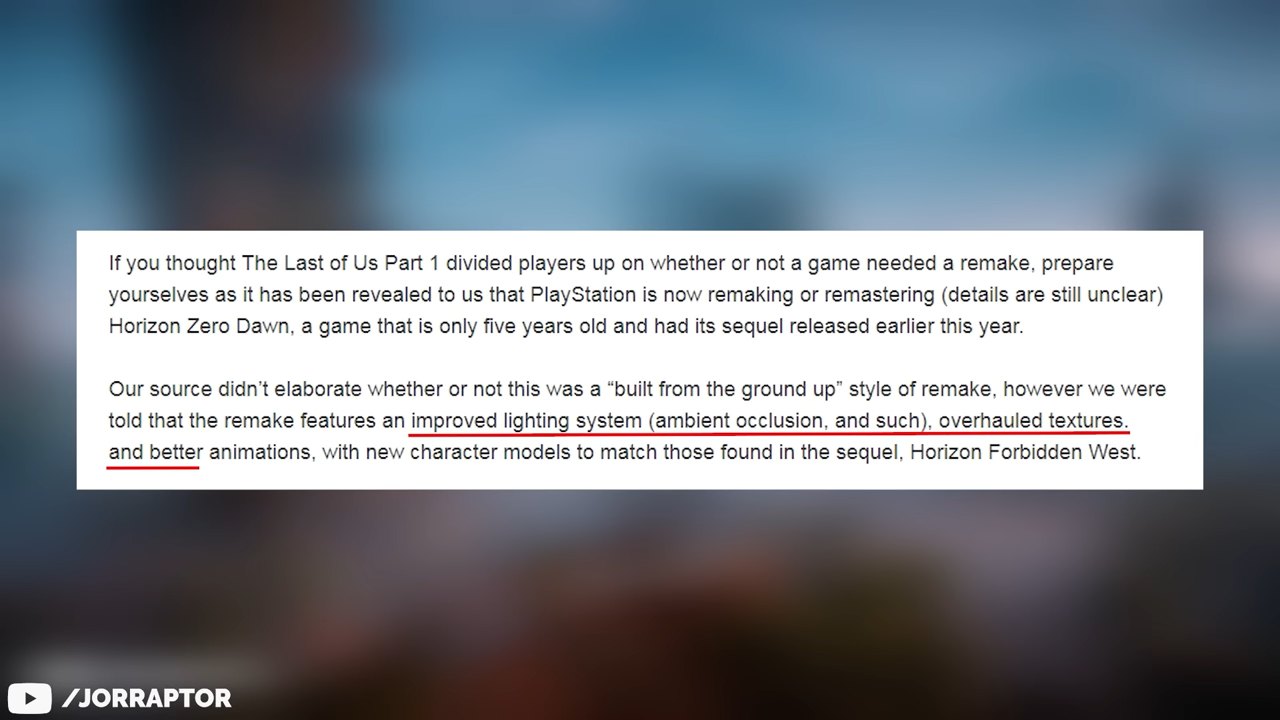 If you thought The Last of Us Part 1 divided players up on whether or not a game needed a remake, prepare
yourselves as it has been revealed to us that PlayStation is now remaking or remastering (details are still unclear)
Horizon Zero Dawn, a game that is only five years old and had its sequel released earlier this year.
Our source didn’t elaborate whether or not this was a “built from the ground up” style of remake, however we were
told that the remake features an improved lighting system (ambient occlusion, and such), overhauled textures.
and better animations, with new character models to match those found in the sequel, Horizon Forbidden West.
/JORRAPTOR